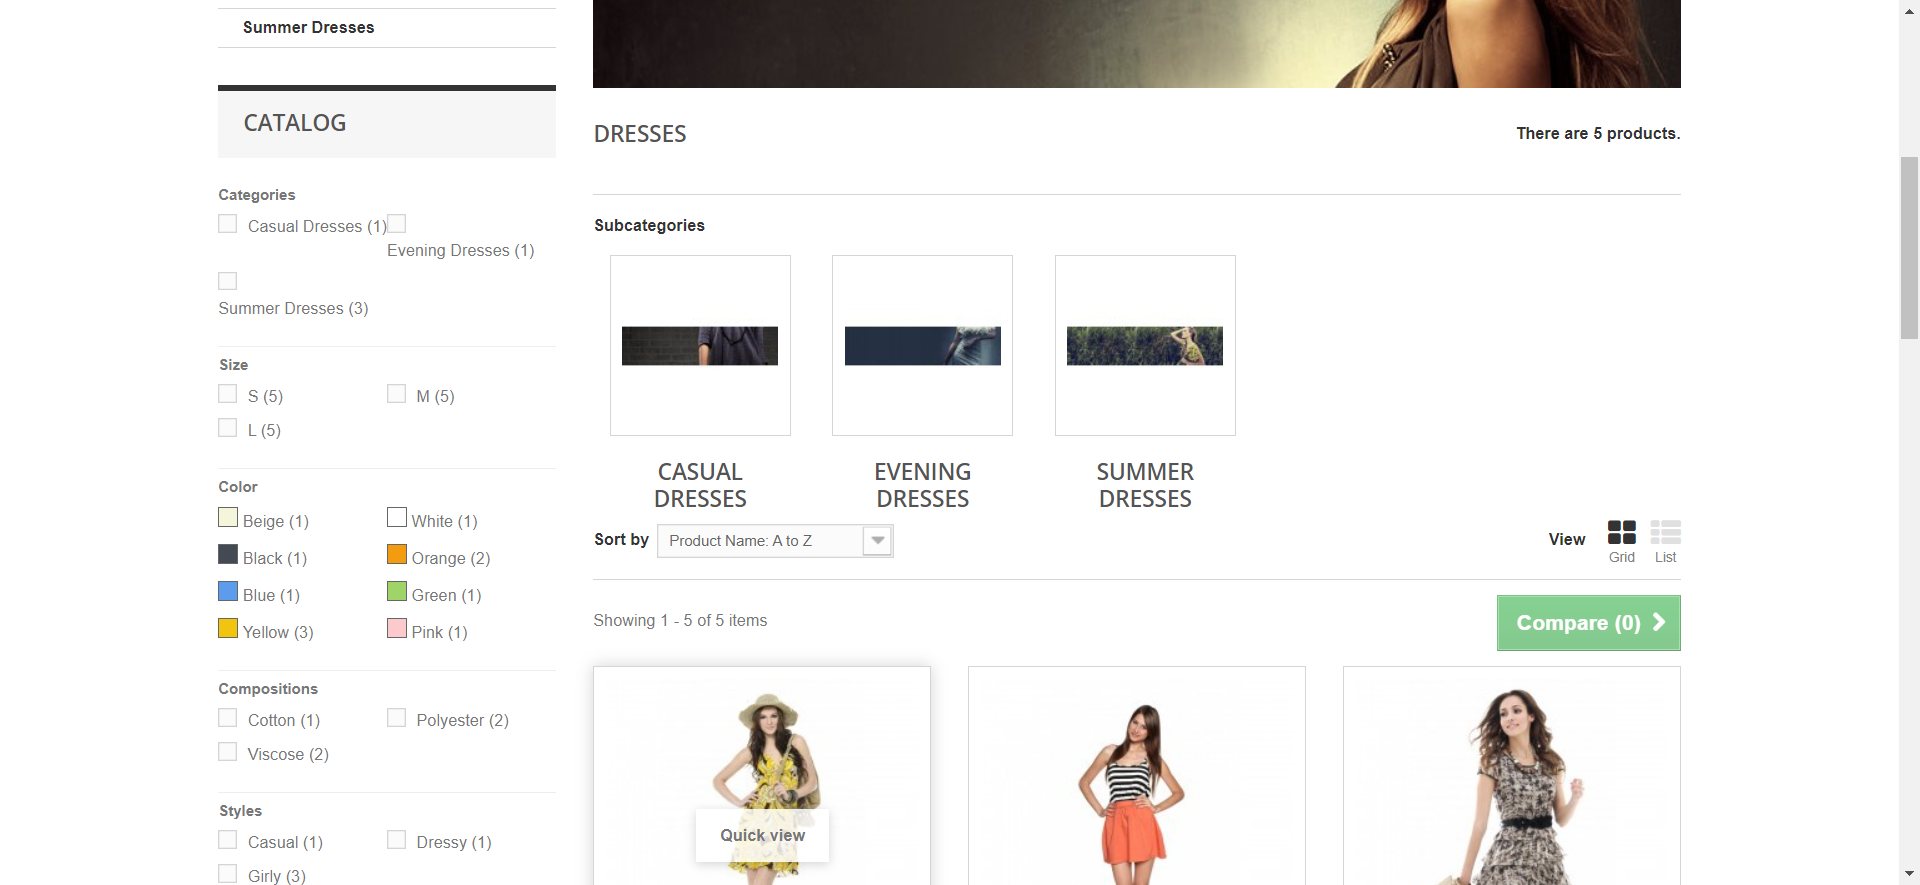 Summer Dresses
CATALOG
Categories
Casual Dresses (1)
Evening Dresses (1)
Summer Dresses (3)
Size
S (5)
M (5)
L (5)
Color
Beige (1)
White (1)
Black (1)
Orange (2)
Blue (1)
Green (1)
Yellow (3)
Pink (1)
Compositions
Cotton (1)
Polyester (2)
Viscose (2)
Styles
Casual (1)
Dressy (1)
Girly (3)
DRESSES
There are 5 products.
Subcategories
CASUAL
DRESSES
EVENING
DRESSES
SUMMER
DRESSES
Sort by
Product Name: A to Z
View
Grid
List
Showing 1 - 5 of 5 items
Compare (0)
Quick view